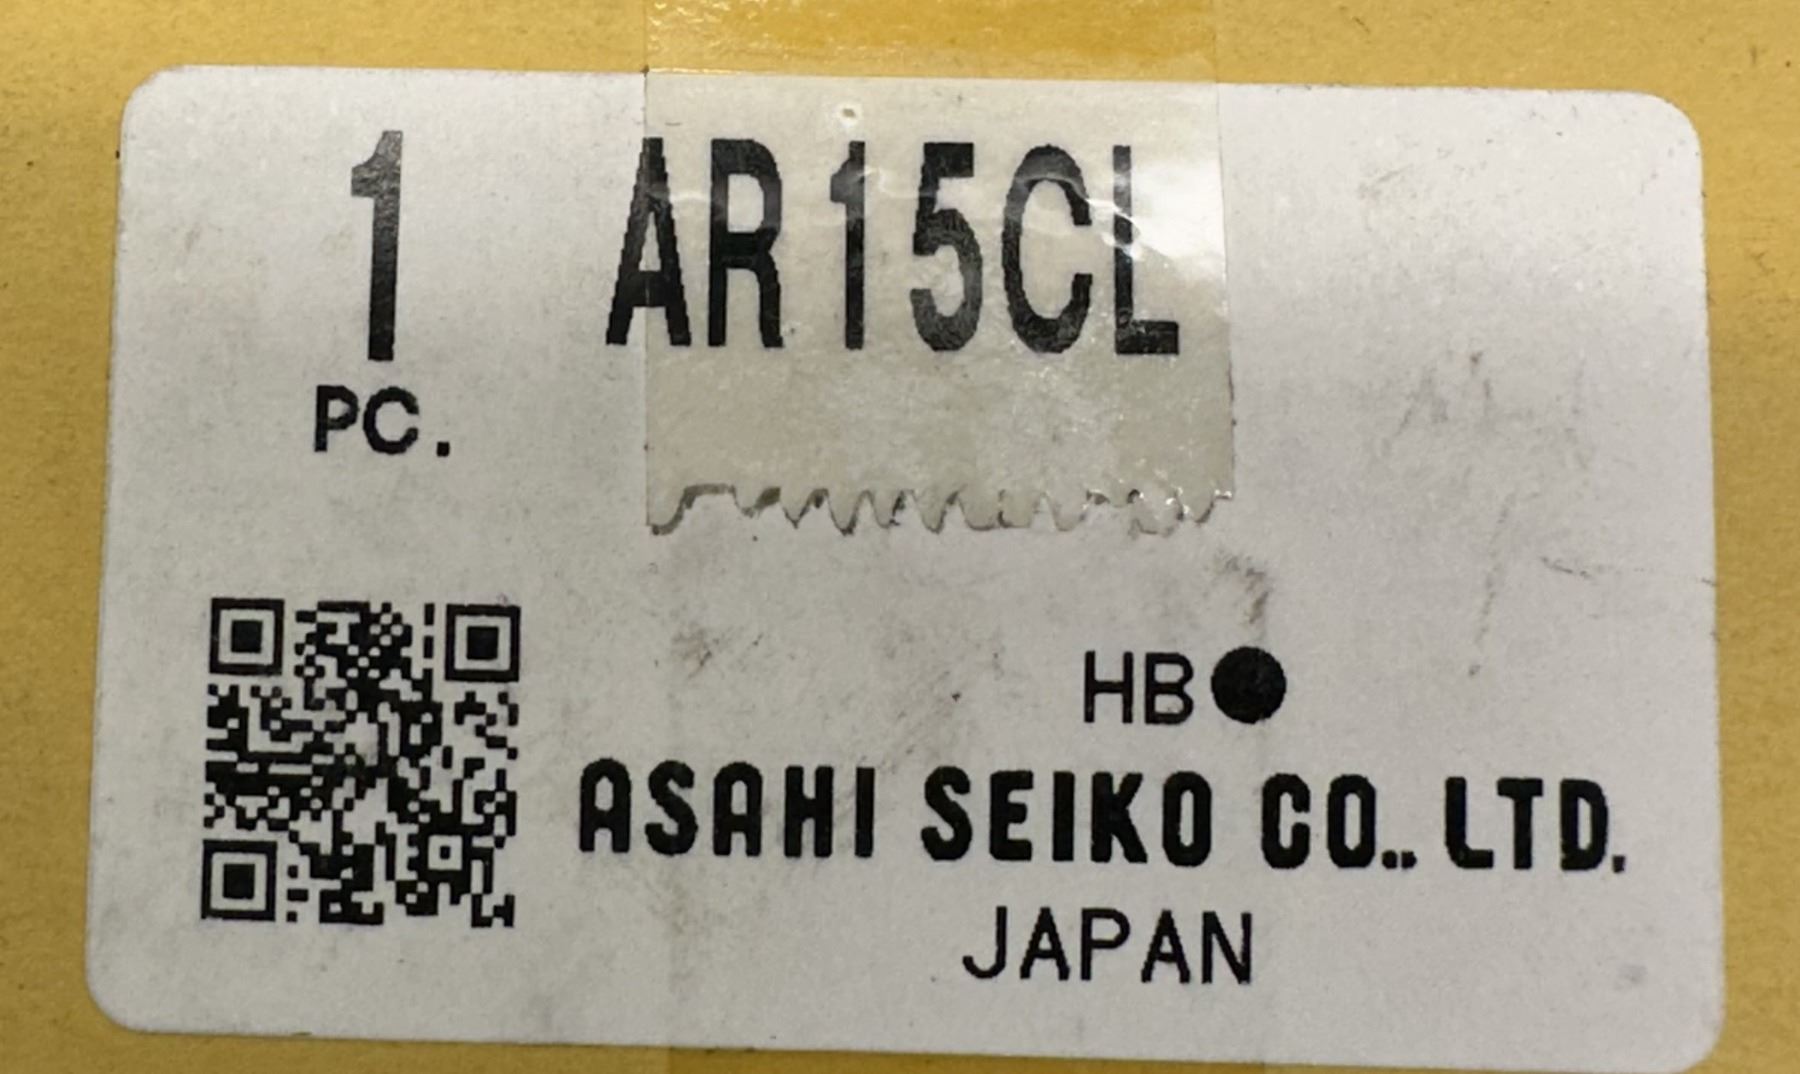 1 AR15CL
PC.
HB●
ASAHI SEIKO CO., LTD.
JAPAN